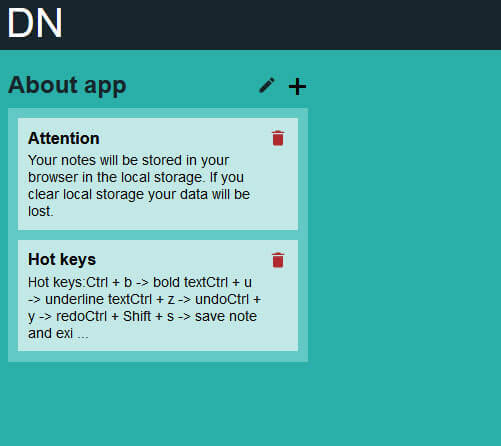 DN
About app
Attention
Your notes will be stored in your
browser in the local storage. If you
clear local storage your data will be
lost.
Hot keys
Hot keys:Ctrl + b -> bold textCtrl + u
-> underline textCtrl + z -> undoCtrl +
y -> redoCtrl + Shift + s -> save note
and exi ...